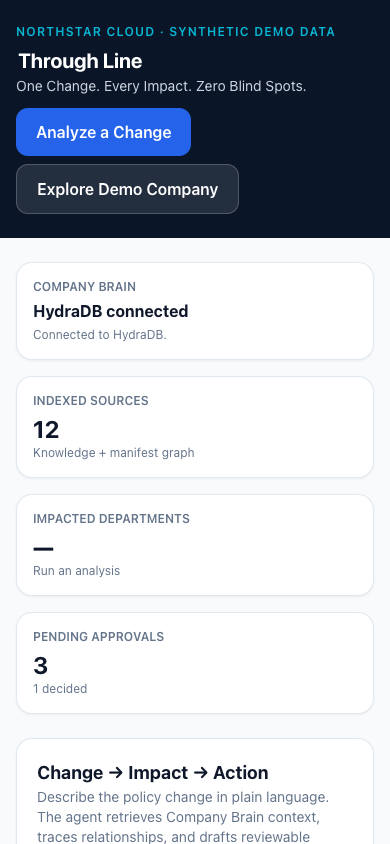 NORTHSTAR CLOUD · SYNTHETIC DEMO DATA
Through Line
One Change. Every Impact. Zero Blind Spots.
Analyze a Change
Explore Demo Company
COMPANY BRAIN
HydraDB connected
Connected to HydraDB.
INDEXED SOURCES
12
Knowledge + manifest graph
IMPACTED DEPARTMENTS
—
Run an analysis
PENDING APPROVALS
3
1 decided
Change → Impact → Action
Describe the policy change in plain language.
The agent retrieves Company Brain context,
traces relationships, and drafts reviewable